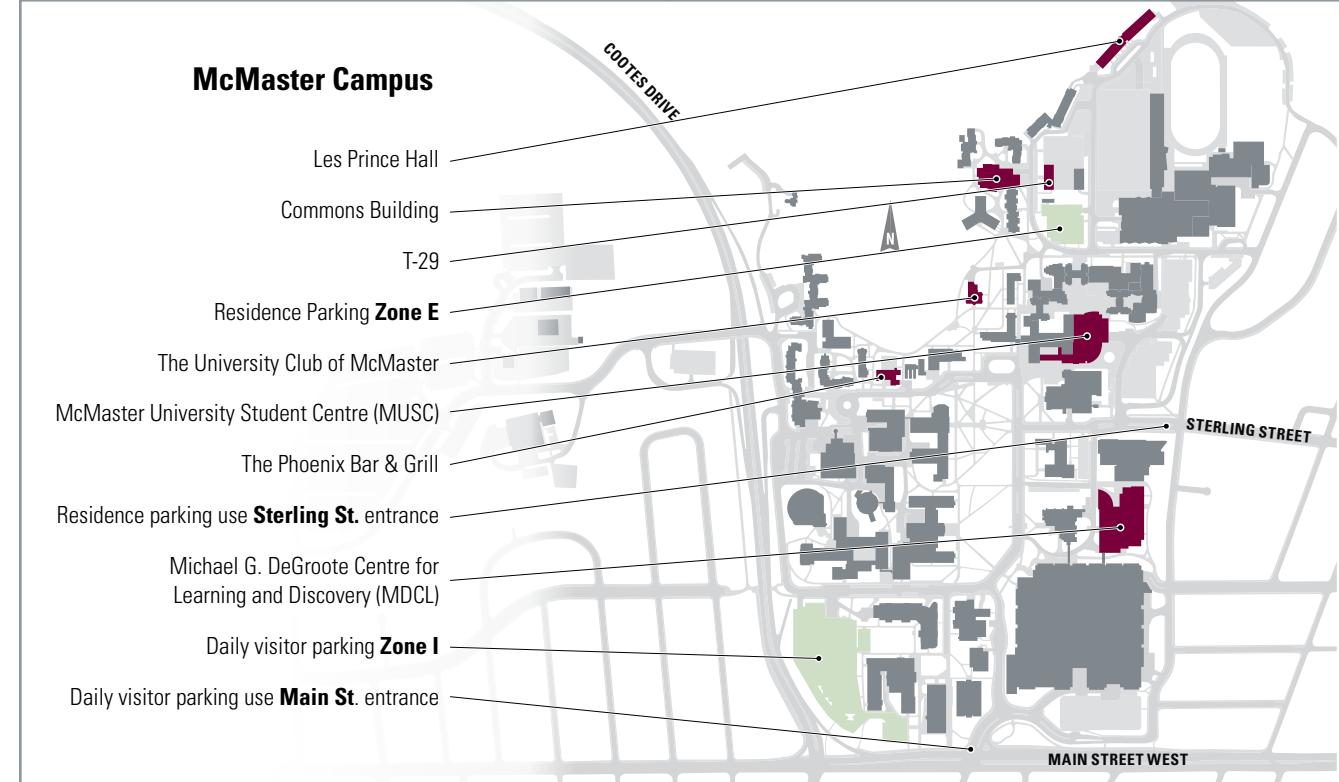 McMaster Campus
COOTES DRIVE
Les Prince Hall
Commons Building
T-29
N
Residence Parking Zone E
The University Club of McMaster
McMaster University Student Centre (MUSC)
STERLING STREET
The Phoenix Bar & Grill
Residence parking use Sterling St. entrance
Michael G. DeGroote Centre for
Learning and Discovery (MDCL)
Daily visitor parking Zone I
Daily visitor parking use Main St. entrance
MAIN STREET WEST